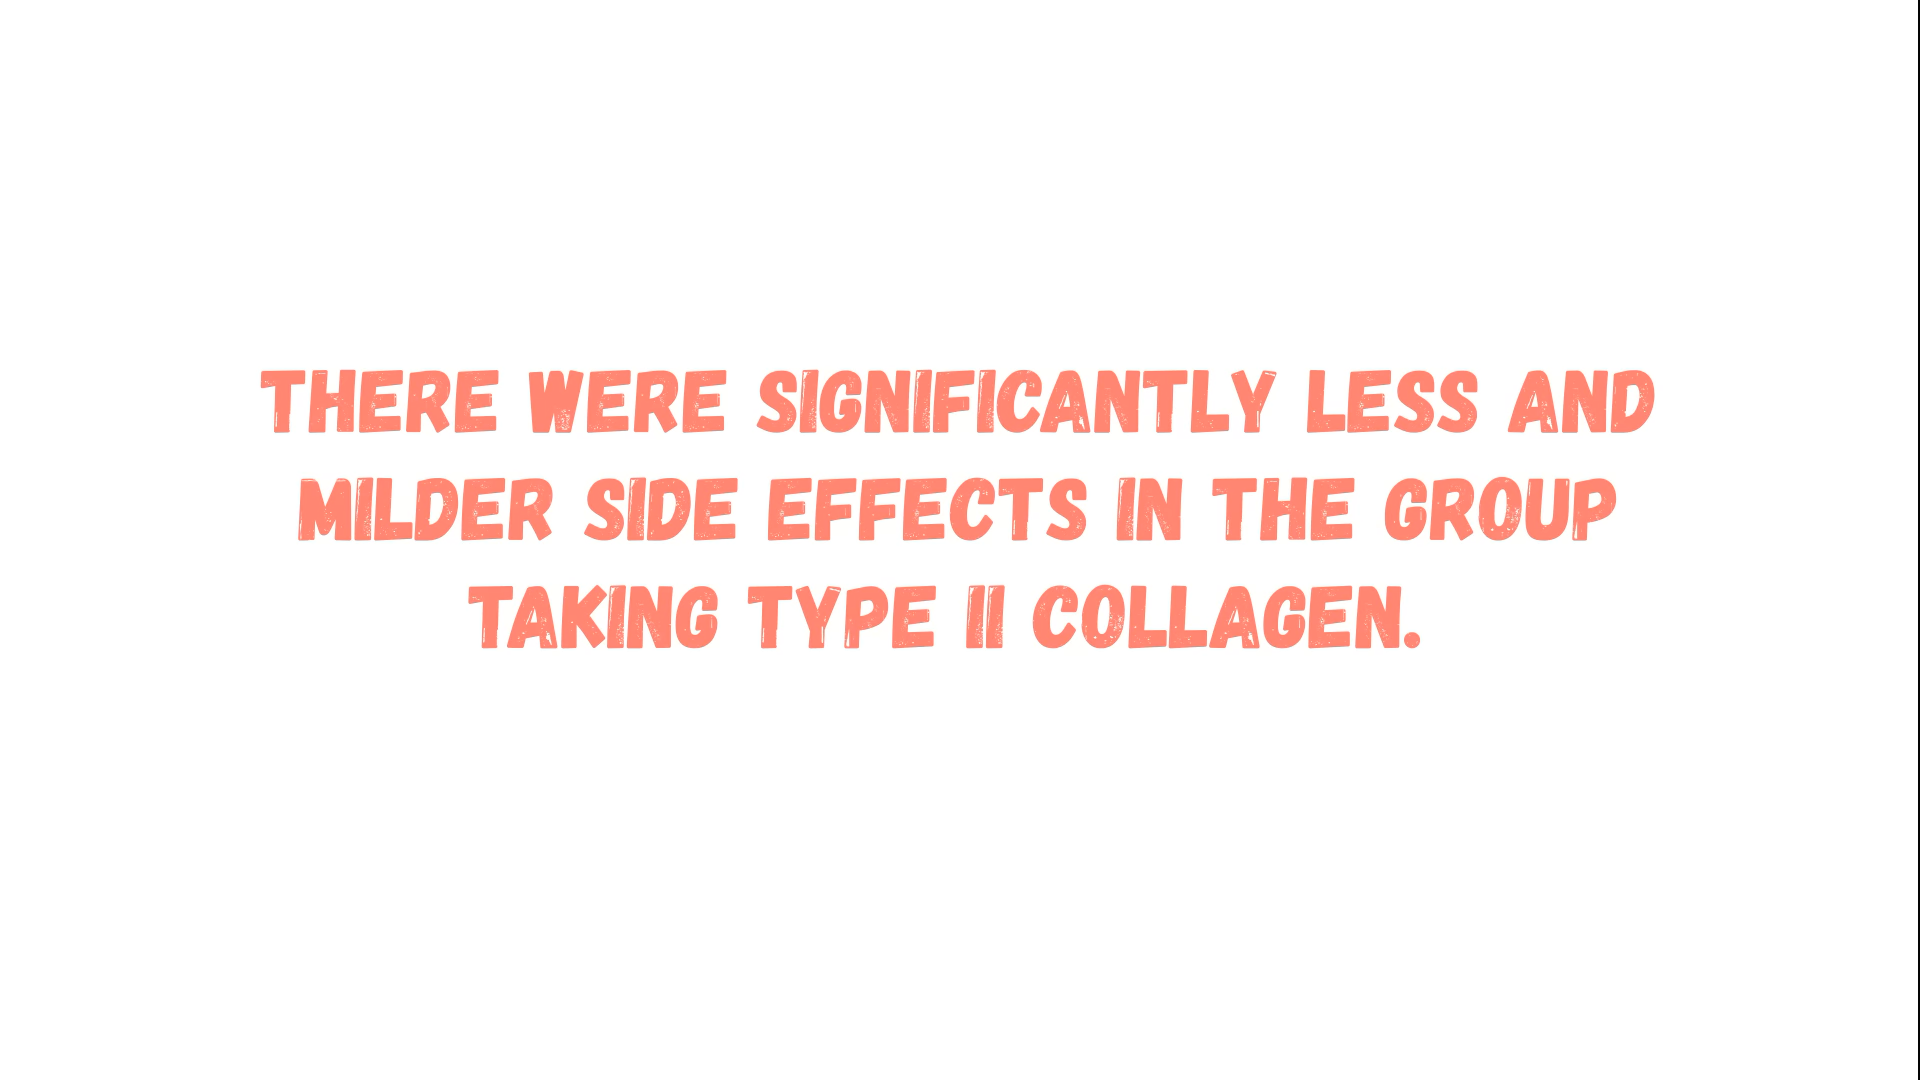 THERE WERE SIGNIFICANTLY LESS AND
MILDER SIDE EFFECTS IN THE GROUP
TAKING TYPE II COLLAGEN.